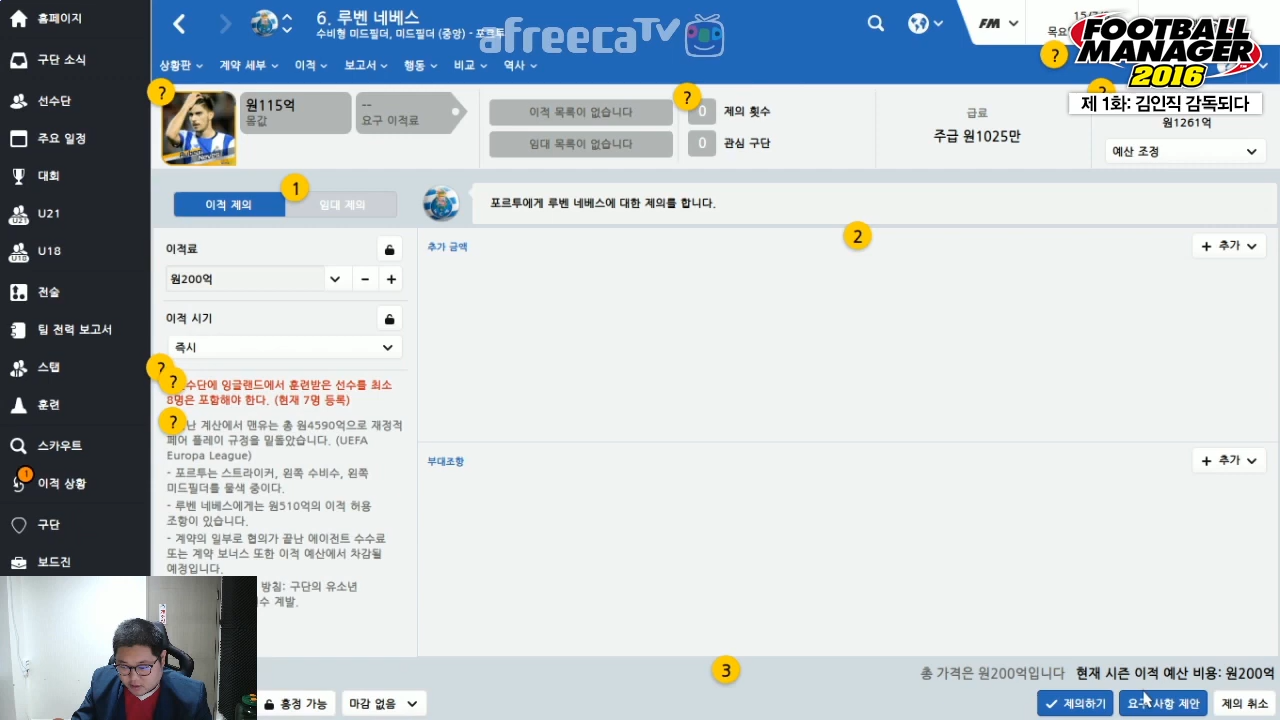 홈페이지
구단 소식
선수단
주요 일정
대회
U21
U18
전술
팀 전력 보고서
스탭
훈련
스카우트
1
이적 상황
구단
보드진
6. 루벤 네베스
수비형 미드필더, 미드필더 (중앙) - 포르투
afreecaTV
FM
FOOTBALL
MANAGER
2016
제 1화: 김인직 감독되다
상황판
계약 세부
이적
보고서
행동
비교
역사
?
원115억
몸값
--
요구 이적료
이적 목록이 없습니다
임대 목록이 없습니다
?
0 제의 횟수
0 관심 구단
급료
주급 원1025만
?
원1261억
예산 조정
이적 제의
1
임대 제의
포르투에게 루벤 네베스에 대한 제의를 합니다.
이적료
원200억
이적 시기
즉시
2
추가 금액
+ 추가
?
?
?
수단에 잉글랜드에서 훈련받은 선수를 최소
8명은 포함해야 한다. (현재 7명 등록)
난 계산에서 맨유는 총 원4590억으로 재정적
페어 플레이 규정을 밑돌았습니다. (UEFA
Europa League)
- 포르투는 스트라이커, 왼쪽 수비수, 왼쪽
미드필더를 물색 중이다.
- 루벤 네베스에게는 원510억의 이적 허용
조항이 있습니다.
- 계약의 일부로 협의가 끝난 에이전트 수수료
또는 계약 보너스 또한 이적 예산에서 차감될
예정입니다.
방침: 구단의 유소년
수 계발.
부대조항
+ 추가
3
총 가격은 원200억입니다
현재 시즌 이적 예산 비용: 원200억
흥정 가능
마감 없음
제의하기
요구 사항 제안
제의 취소